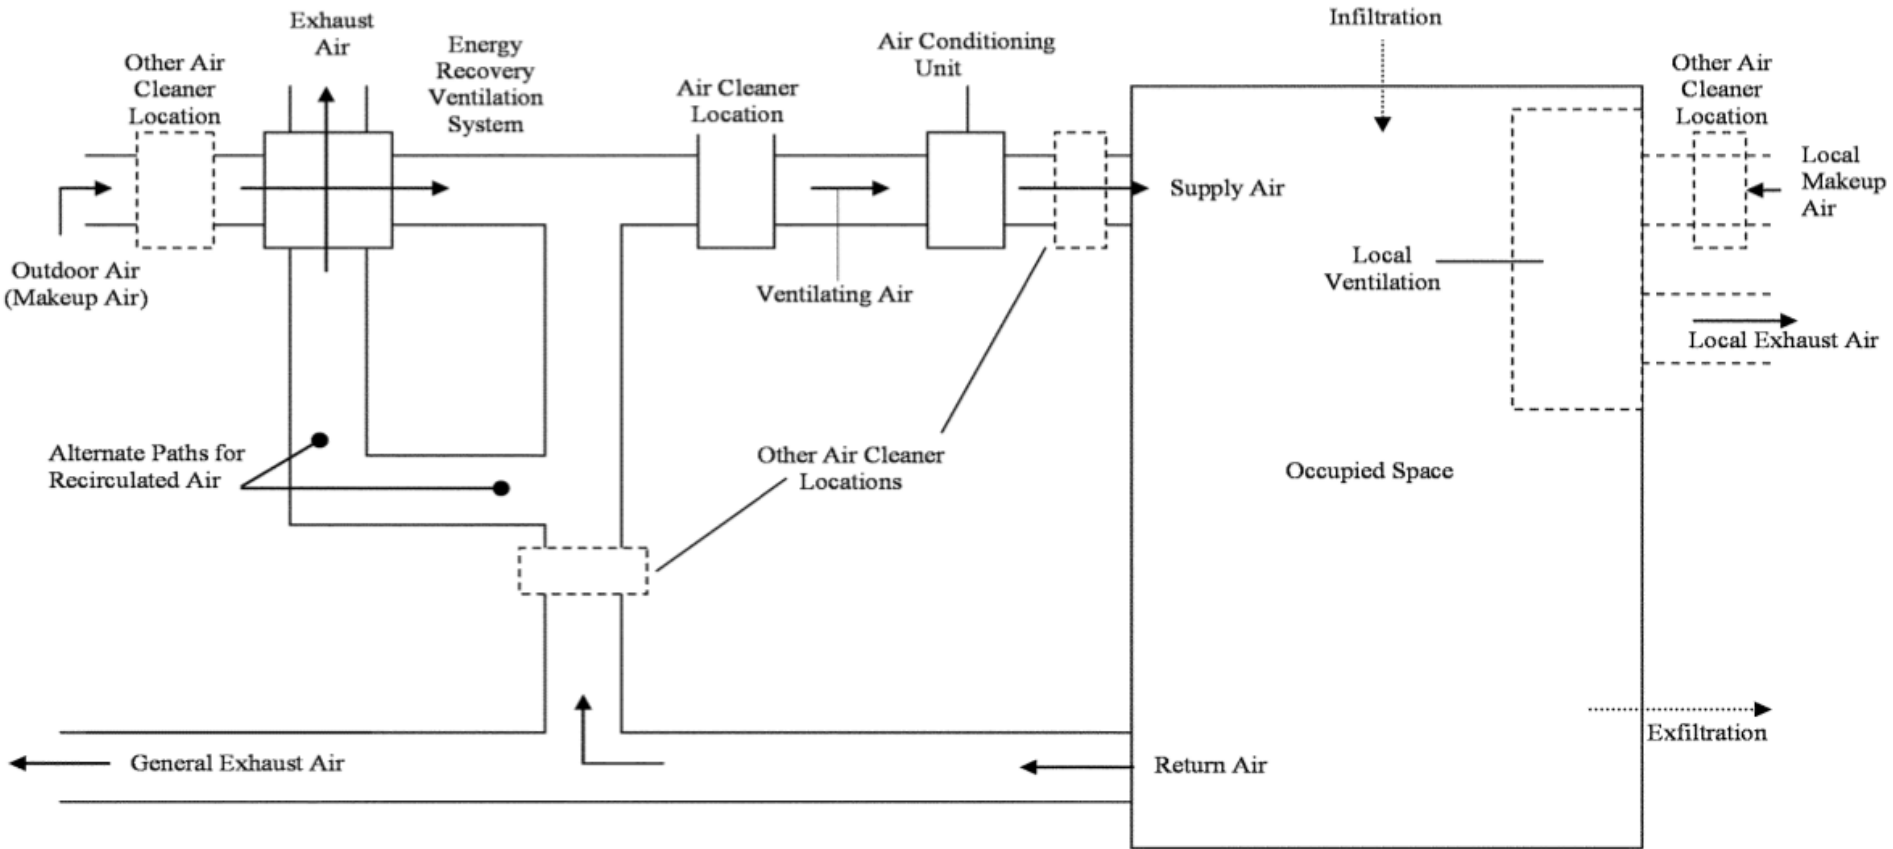 Exhaust
Air
Energy
Recovery
Ventilation
System
Other Air
Cleaner
Location
Air Cleaner
Location
Air Conditioning
Unit
Infiltration
Other Air
Cleaner
Location
Local
Makeup
Air
Supply Air
Outdoor Air
(Makeup Air)
Ventilating Air
Local
Ventilation
Local Exhaust Air
Alternate Paths for
Recirculated Air
Other Air Cleaner
Locations
Occupied Space
Exfiltration
General Exhaust Air
Return Air